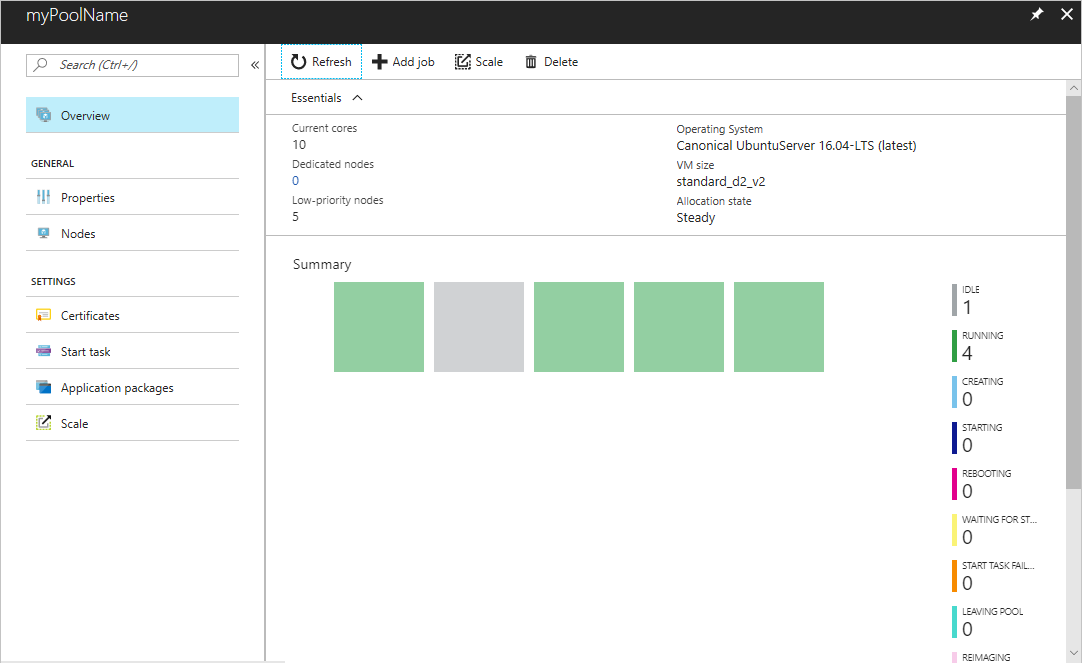 myPoolName
Search (Ctrl+/)
«
Overview
GENERAL
Properties
Nodes
SETTINGS
Certificates
Start task
Application packages
Scale
Refresh
Add job
Scale
Delete
Essentials
Current cores
10
Dedicated nodes
0
Low-priority nodes
5
Operating System
Canonical UbuntuServer 16.04-LTS (latest)
VM size
standard_d2_v2
Allocation state
Steady
Summary
IDLE
1
RUNNING
4
CREATING
0
STARTING
0
REBOOTING
0
WAITING FOR ST...
0
START TASK FAIL...
0
LEAVING POOL
0
REIMAGING